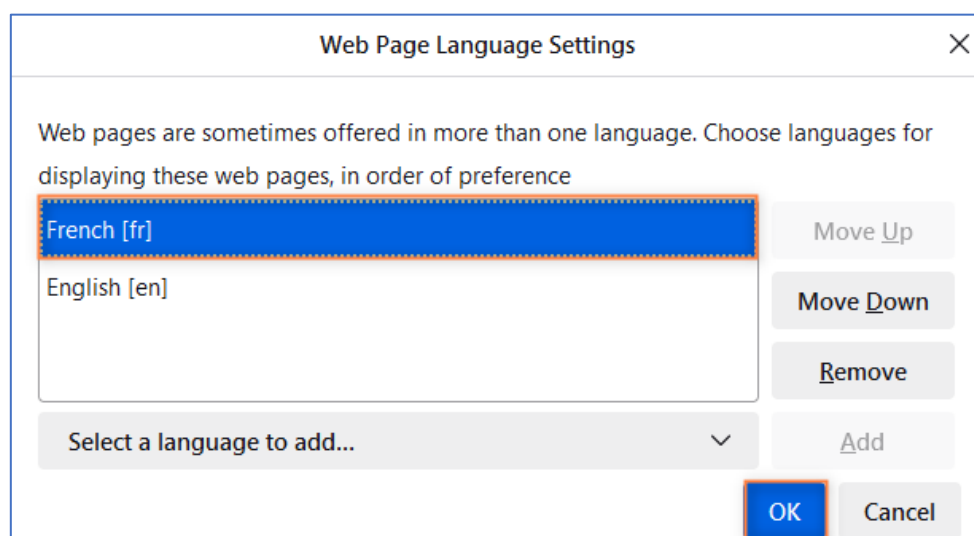 Web Page Language Settings
Web pages are sometimes offered in more than one language. Choose languages for
displaying these web pages, in order of preference
French [fr]
Move Up
English [en]
Move Down
Remove
Select a language to add...
Add
OK
Cancel